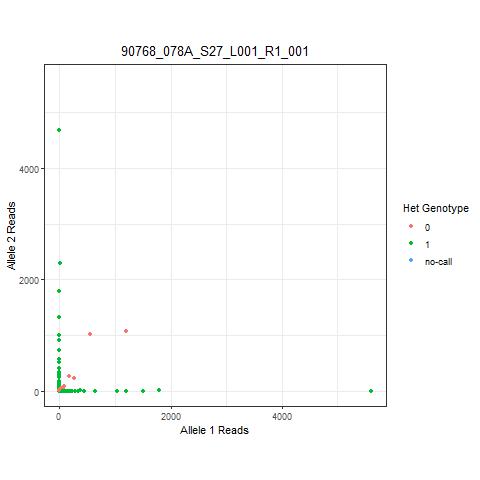 90768_078A_S27_L001_R1_001
Allele 2 Reads
4000
2000
0
0
2000
4000
Allele 1 Reads
Het Genotype
0
1
no-call